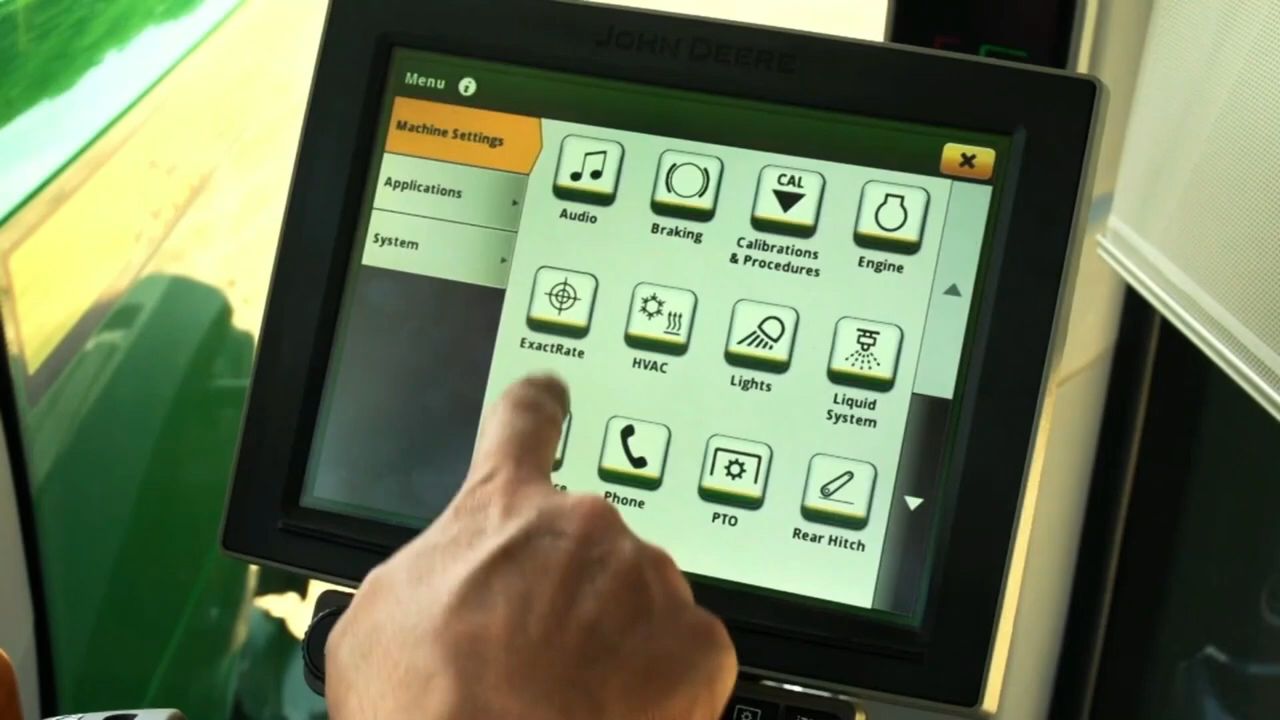 JOHN DEERE
Menu
Machine Settings
Applications
System
Audio
Braking
CAL
Calibrations
& Procedures
Engine
ExactRate
HVAC
Lights
Liquid
System
Phone
PTO
Rear Hitch